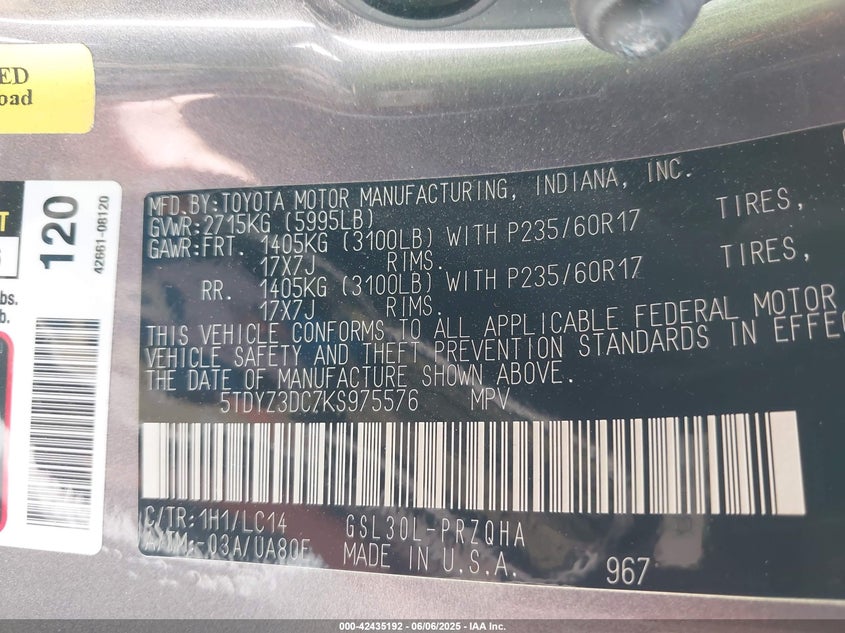 ED
oad
T
120
42661-08120
bs.
b.
MFD.BY:TOYOTA MOTOR MANUFACTURING, INDIANA, INC.
GVWR:2715KG (5995LB)
GAWR:FRT. 1405KG (3100LB) WITH P235/60R17 TIRES,
17X7J RIMS.
RR. 1405KG (3100LB) WITH P235/60R17 TIRES,
17X7J RIMS.
THIS VEHICLE CONFORMS TO ALL APPLICABLE FEDERAL MOTOR
VEHICLE SAFETY AND THEFT PREVENTION STANDARDS IN EFFEC
THE DATE OF MANUFACTURE SHOWN ABOVE.
5TDYZ3DC7KS975576 MPV
C/TR:1H1/LC14 GSL30L-PRZQHA
A/TM:-03A/UA80F MADE IN U.S.A. 967
000-42435192 - 06/06/2025 - IAA Inc.